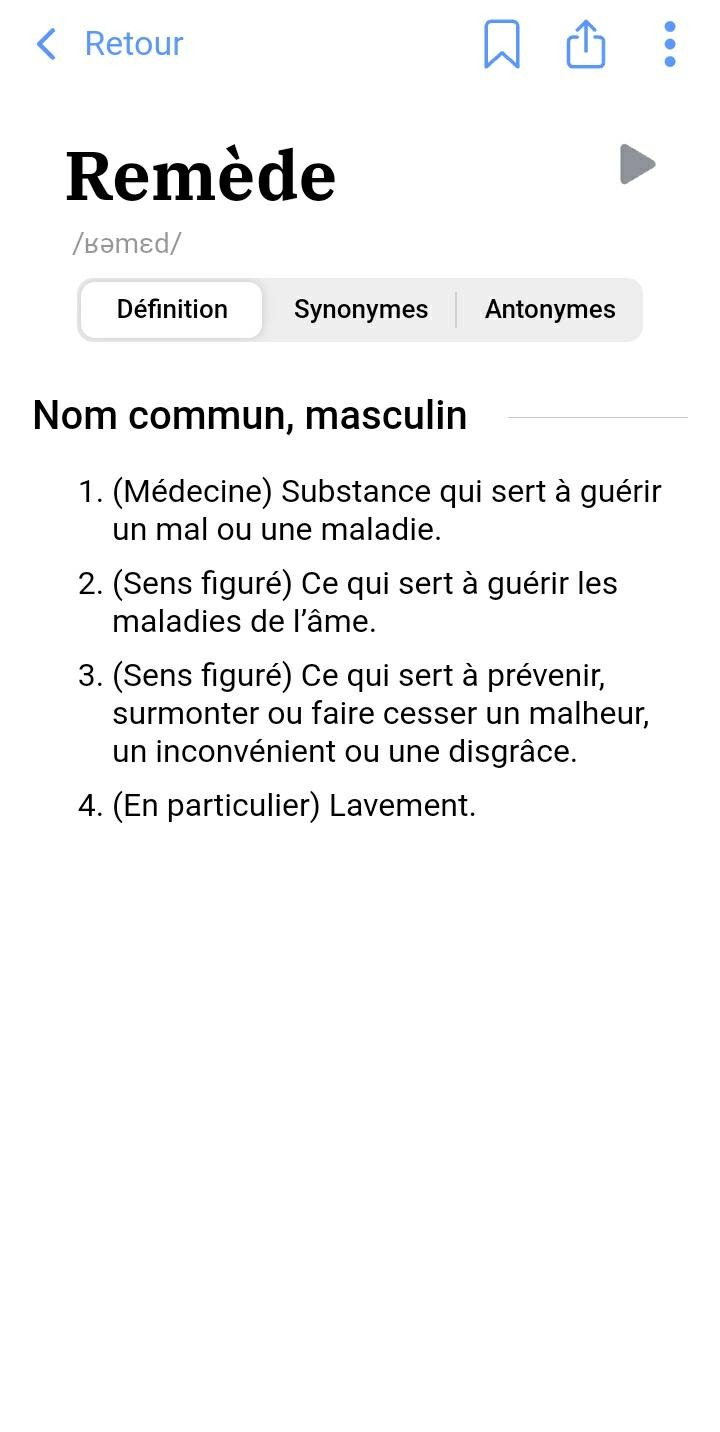 Retour
Remède
/ʁəmɛd/
Définition
Synonymes
Antonymes
Nom commun, masculin
1. (Médecine) Substance qui sert à guérir
un mal ou une maladie.
2. (Sens figuré) Ce qui sert à guérir les
maladies de l’âme.
3. (Sens figuré) Ce qui sert à prévenir,
surmonter ou faire cesser un malheur,
un inconvénient ou une disgrâce.
4. (En particulier) Lavement.